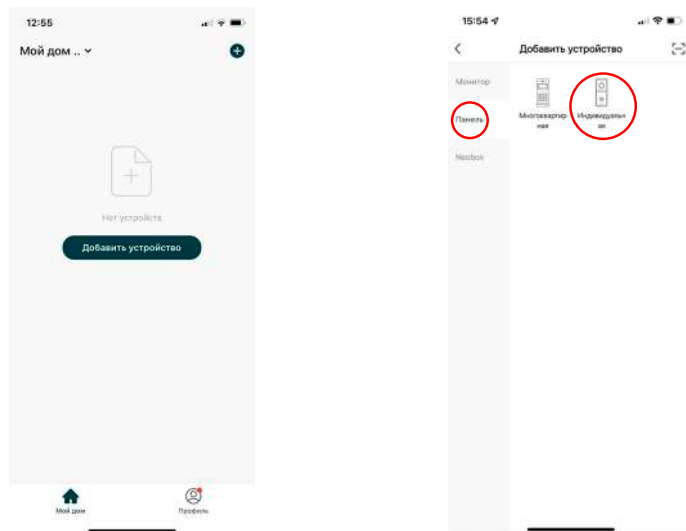 12:55
Мой дом ..
Нет устройств
Добавить устройство
Мой дом
Профиль
15:54
Добавить устройство
Монитор
Панель
Neobox
Многоквартир
ная
Индивидуальн
ая